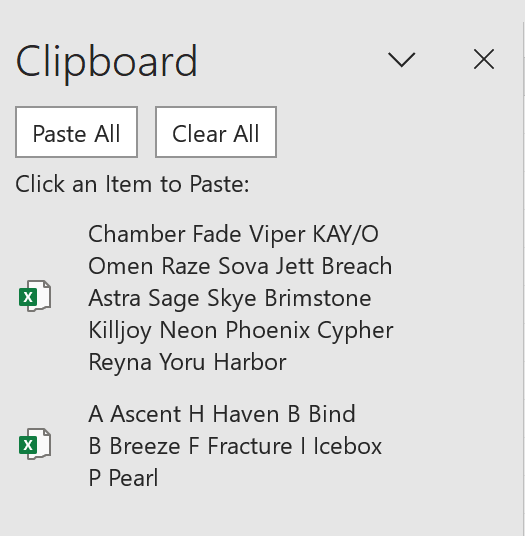 Clipboard
Paste All Clear All
Click an Item to Paste:
Chamber Fade Viper KAY/O
Omen Raze Sova Jett Breach
Astra Sage Skye Brimstone
Killjoy Neon Phoenix Cypher
Reyna Yoru Harbor
A Ascent H Haven B Bind
B Breeze F Fracture I Icebox
P Pearl